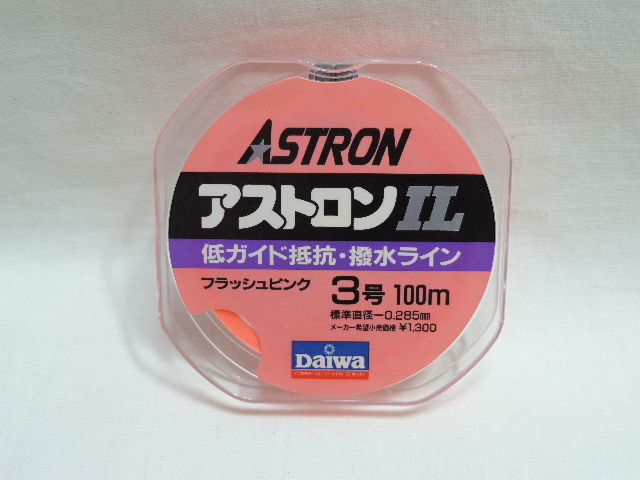 ASTRON
アストロンIL
低ガイド抵抗・撥水ライン
フラッシュピンク
3号 100m
標準直径－0.285mm
メーカー希望小売価格 ¥1,300
DAIWA